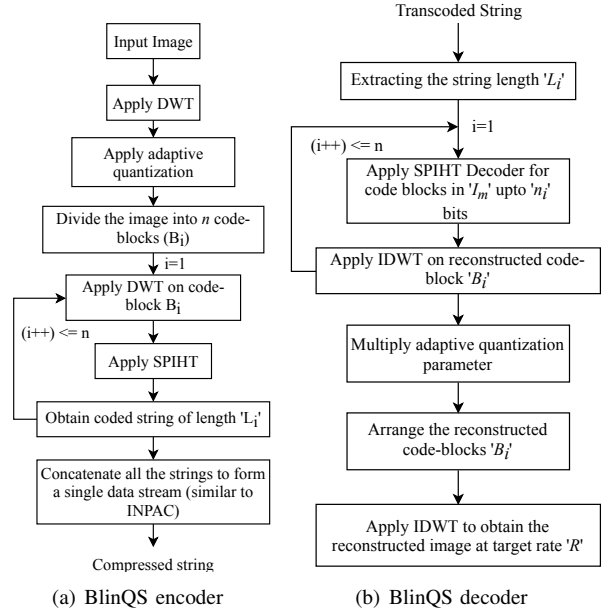 Input Image
Apply DWT
Apply adaptive
quantization
Divide the image into n code-
blocks (Bi)
i=1
Apply DWT on code-
block Bi
(i++) <= n
Apply SPIHT
Obtain coded string of length 'Li'
Concatenate all the strings to form
a single data stream (similar to
INPAC)
Compressed string
(a) BlinQS encoder
Transcoded String
Extracting the string length 'Li'
i=1
(i++) <= n
Apply SPIHT Decoder for
code blocks in 'Im' upto 'ni'
bits
Apply IDWT on reconstructed code-
block 'Bi'
Multiply adaptive quantization
parameter
Arrange the reconstructed
code-blocks 'Bi'
Apply IDWT to obtain the
reconstructed image at target rate 'R'
(b) BlinQS decoder